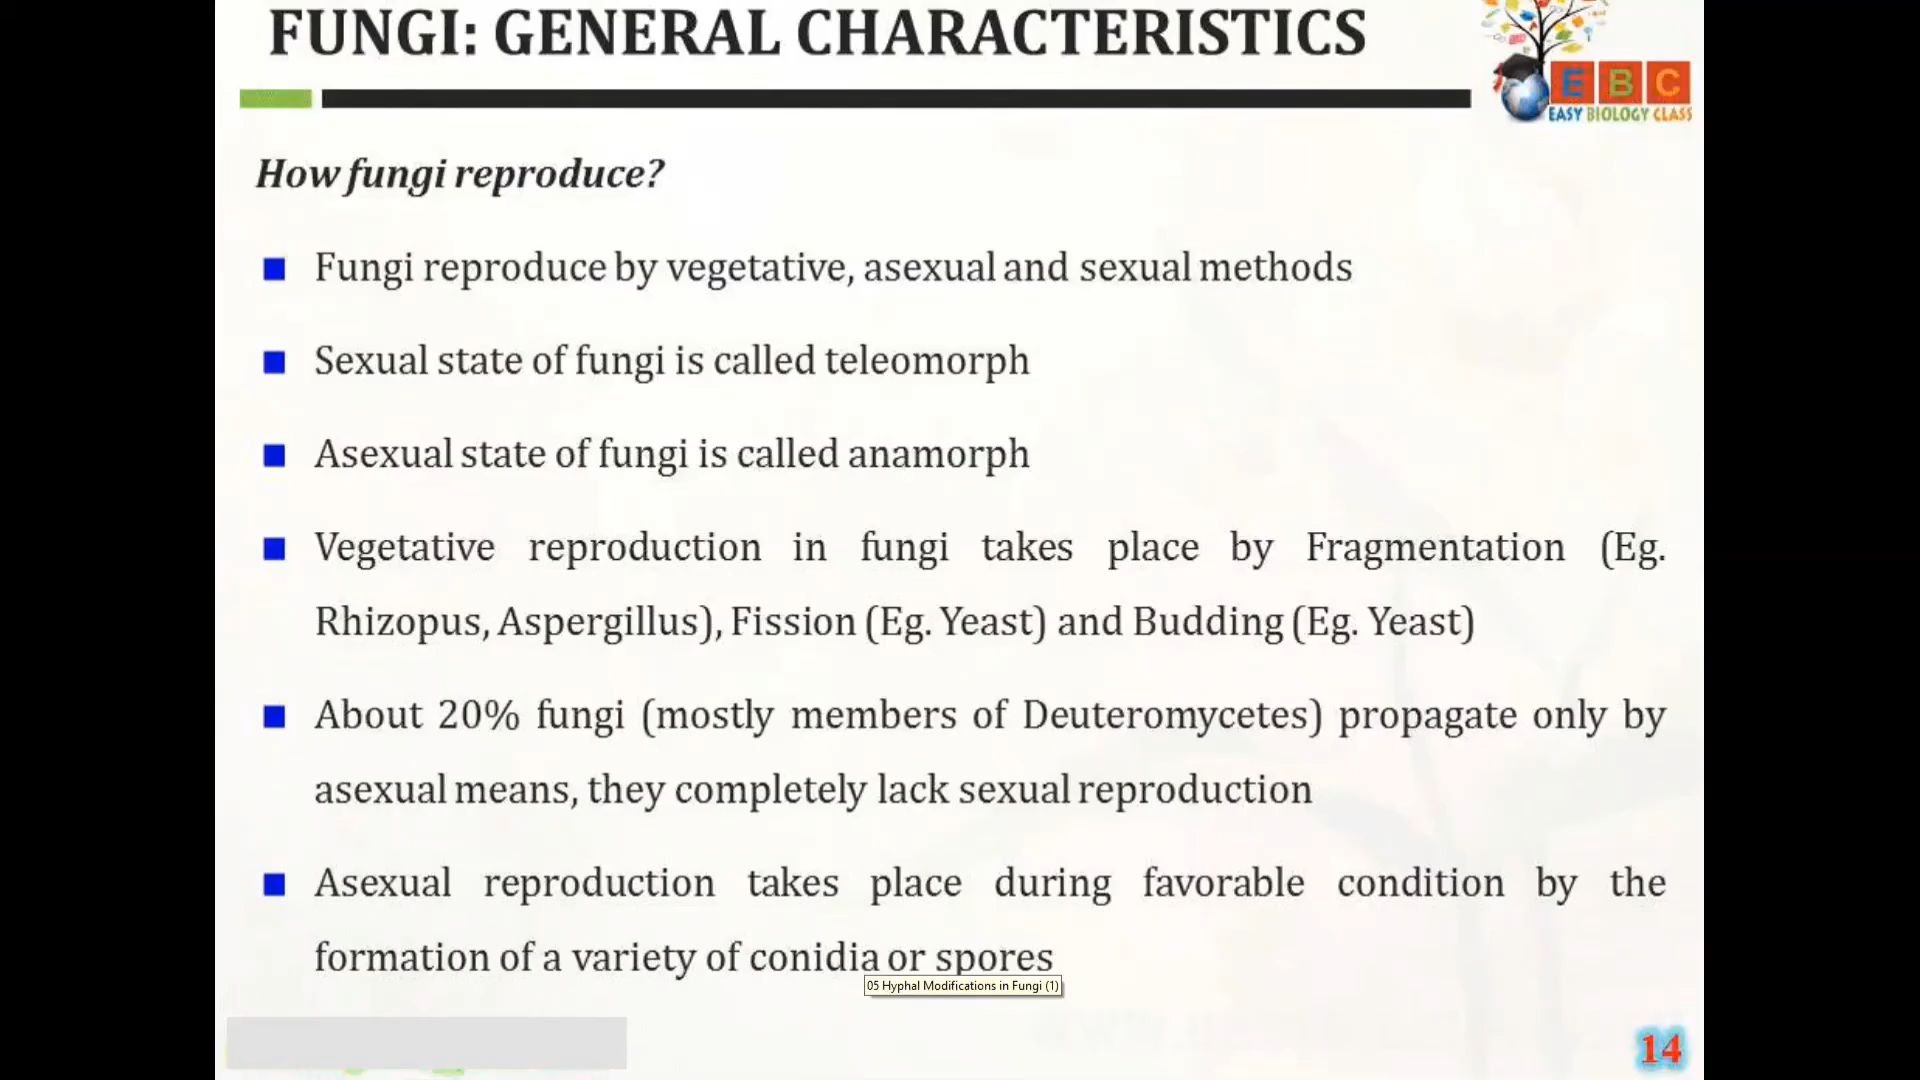 FUNGI: GENERAL CHARACTERISTICS
E B C
EASY BIOLOGY CLASS
How fungi reproduce?
Fungi reproduce by vegetative, asexual and sexual methods
Sexual state of fungi is called teleomorph
Asexual state of fungi is called anamorph
Vegetative reproduction in fungi takes place by Fragmentation (Eg.
Rhizopus, Aspergillus), Fission (Eg. Yeast) and Budding (Eg. Yeast)
About 20% fungi (mostly members of Deuteromycetes) propagate only by
asexual means, they completely lack sexual reproduction
Asexual reproduction takes place during favorable condition by the
formation of a variety of conidia or spores
05 Hyphal Modifications in Fungi (1)
14